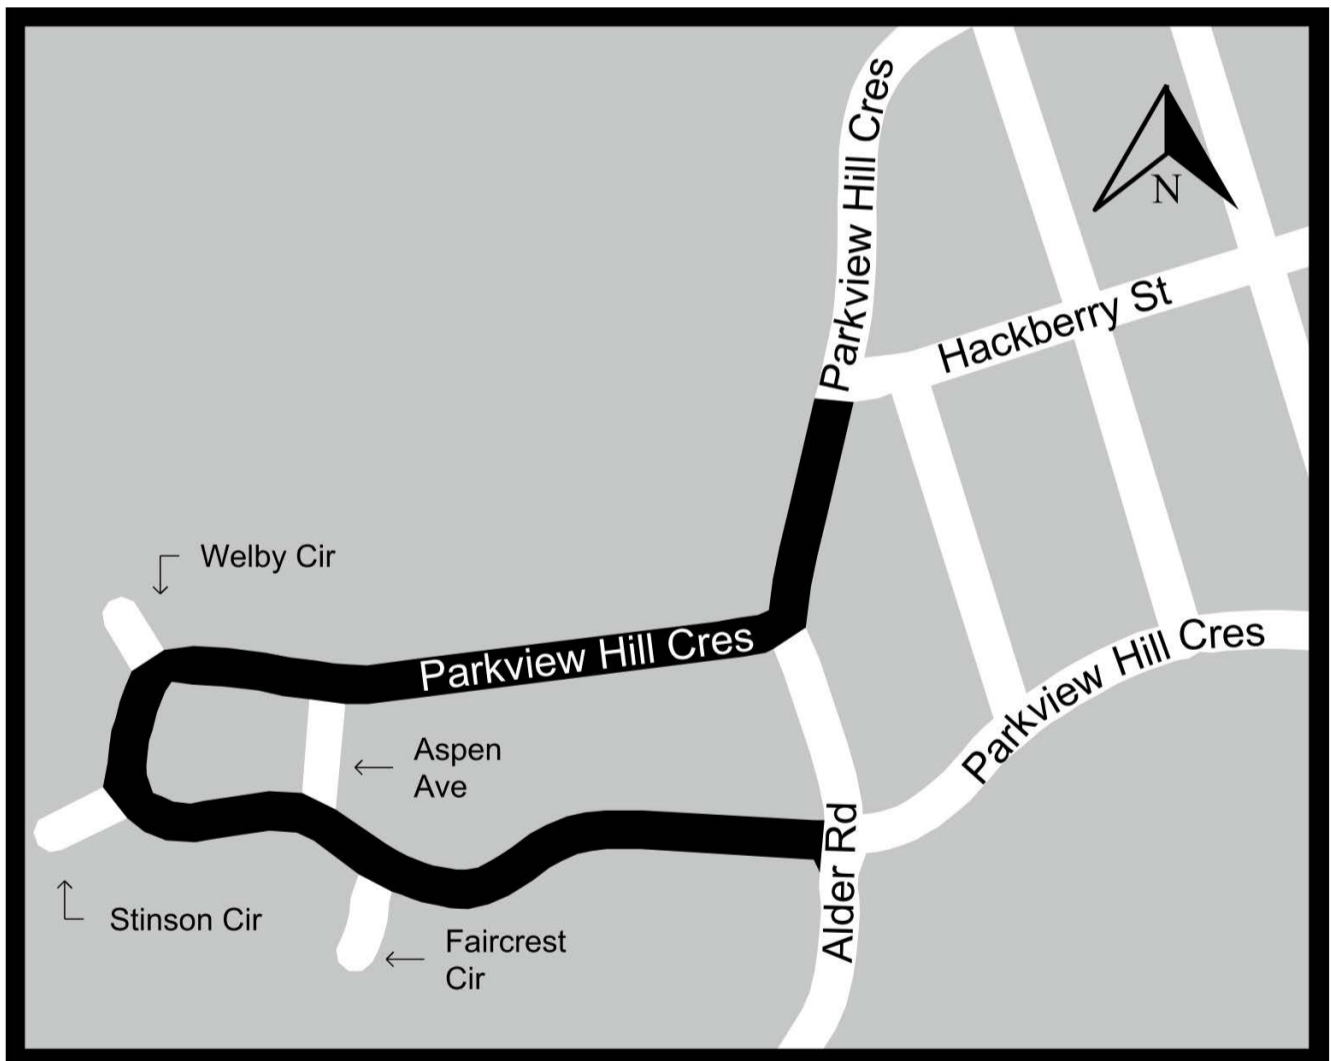 Parkview Hill Cres
N
Hackberry St
Welby Cir
Parkview Hill Cres
Parkview Hill Cres
Aspen
Ave
Alder Rd
Stinson Cir
Faircrest
Cir